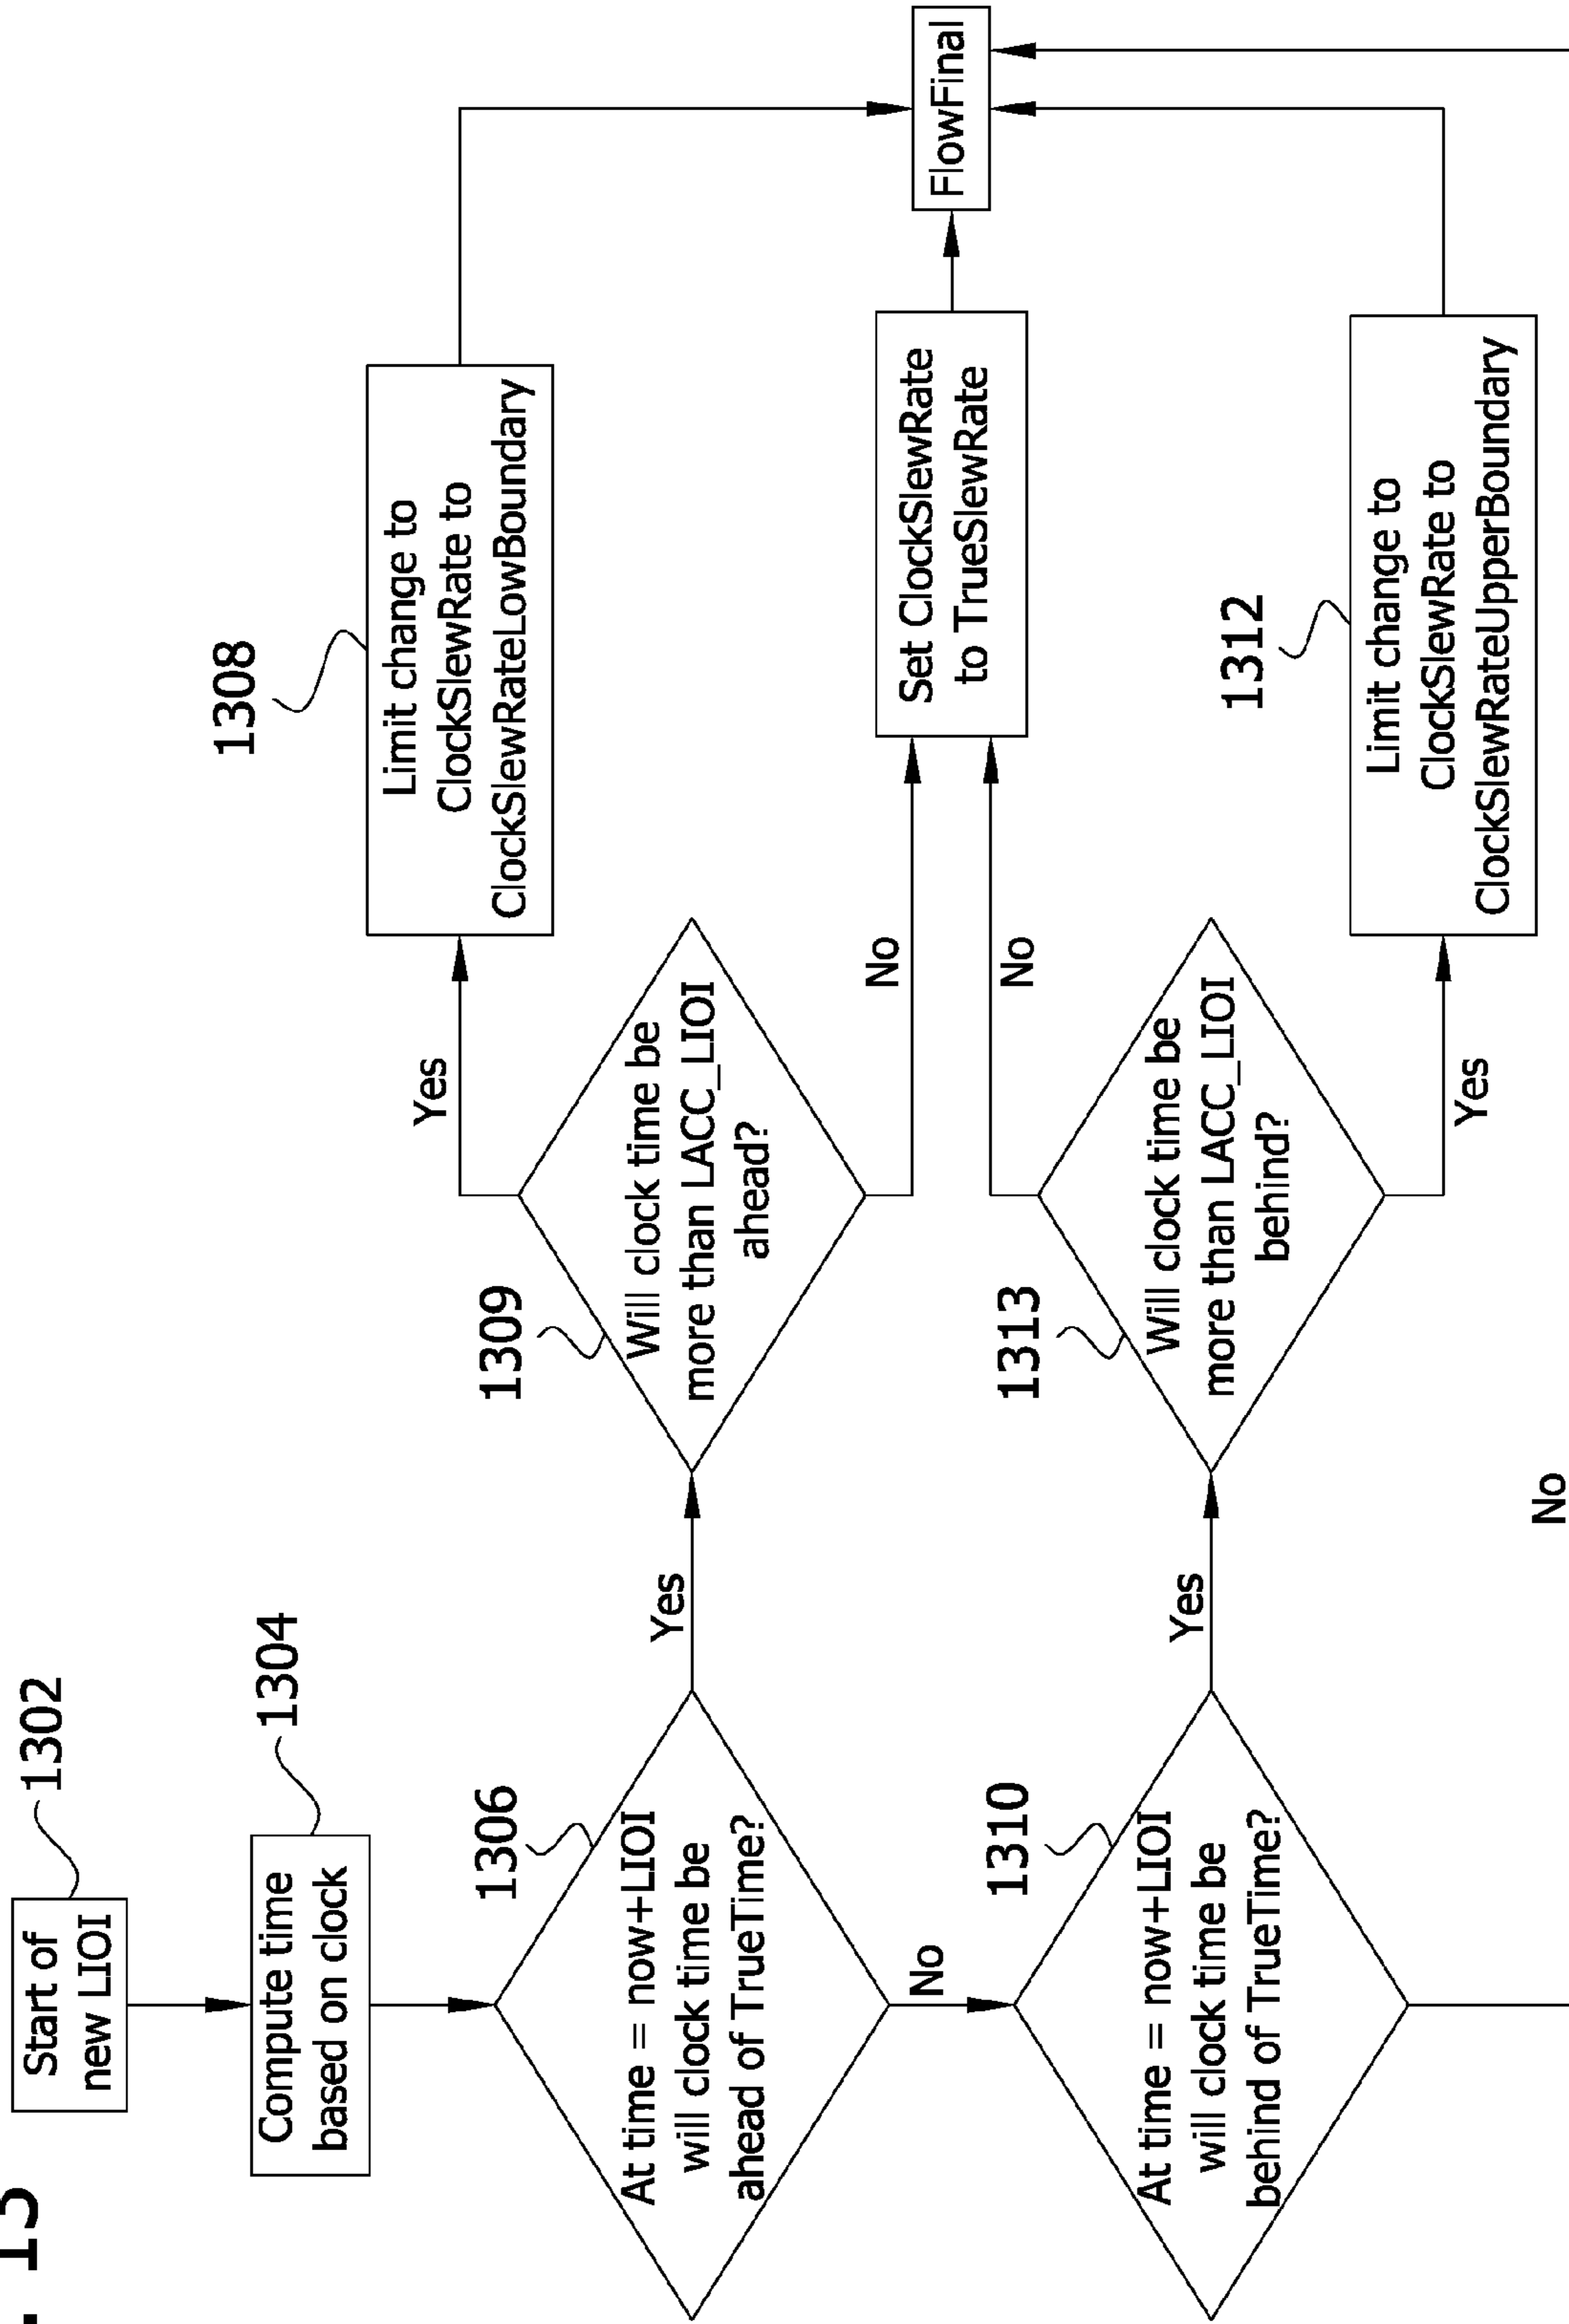 1302
Start of
new LIOI
1304
Compute time
based on clock
1306
At time = now+LIOI
will clock time be
ahead of TrueTime?
Yes
No
1309
Will clock time be
more than LACC_LIOI
ahead?
Yes
No
1308
Limit change to
ClockSlewRate to
ClockSlewRateLowBoundary
1310
At time = now+LIOI
will clock time be
behind of TrueTime?
Yes
No
1313
Will clock time be
more than LACC_LIOI
behind?
No
Yes
Set ClockSlewRate
to TrueSlewRate
1312
Limit change to
ClockSlewRate to
ClockSlewRateUpperBoundary
FlowFinal